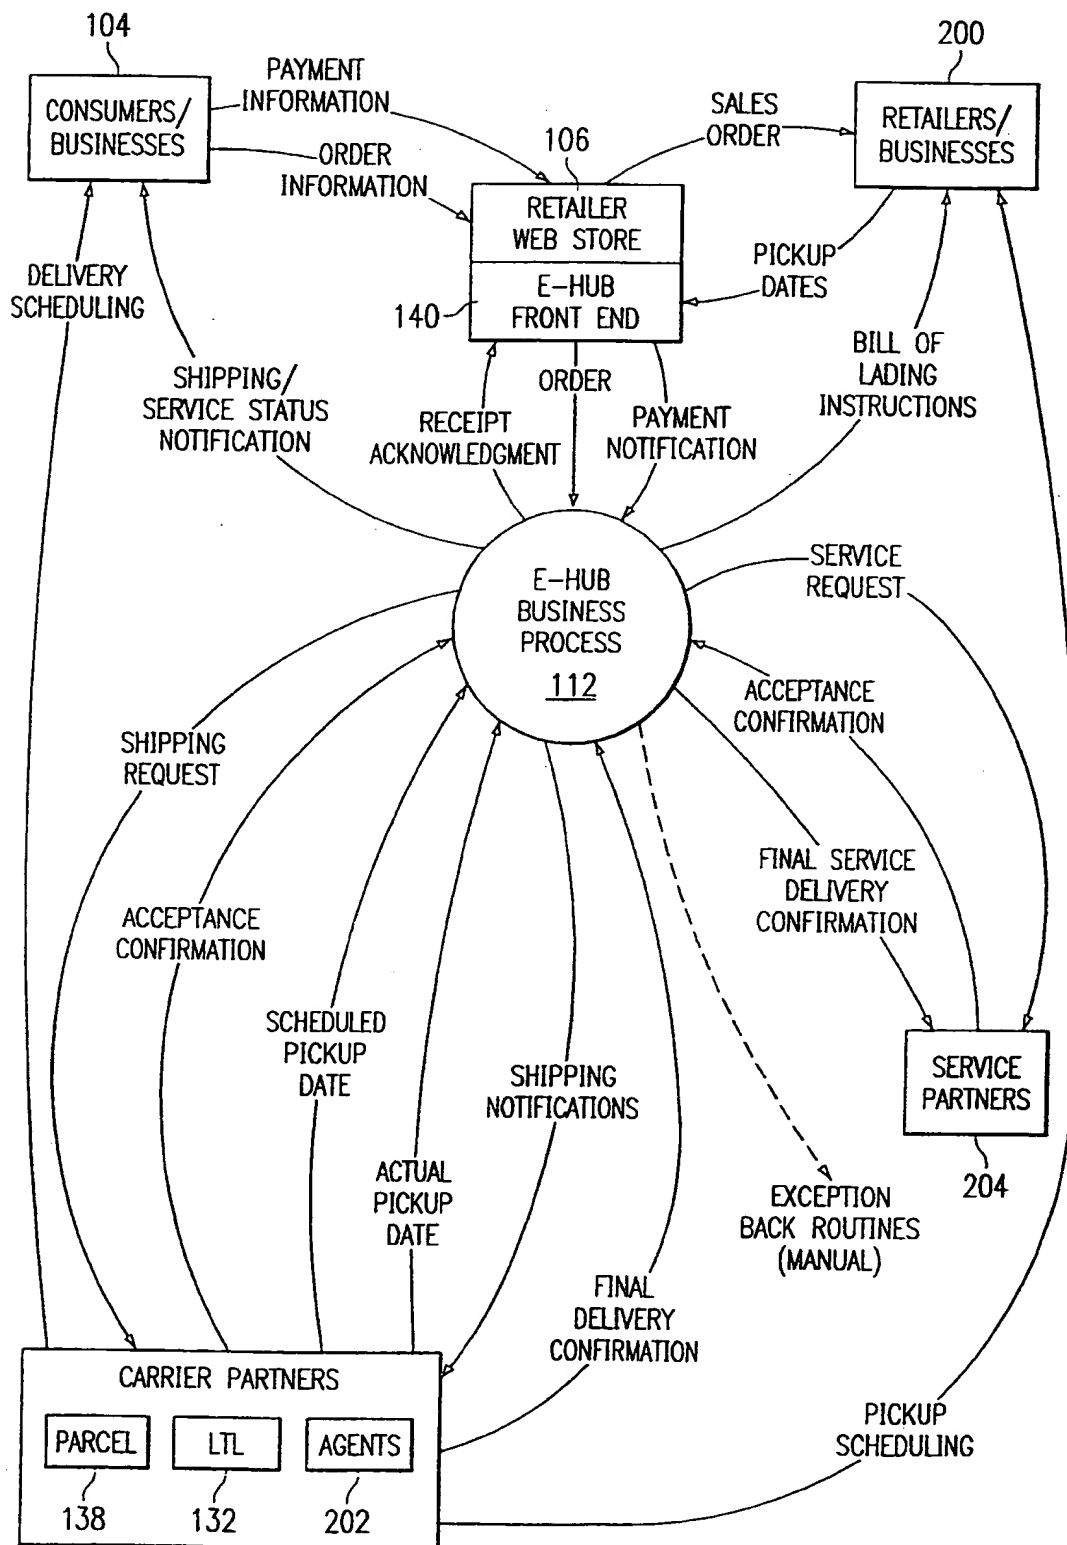 104
200
CONSUMERS/
BUSINESSES
PAYMENT
INFORMATION
ORDER
INFORMATION
106
SALES
ORDER
RETAILERS/
BUSINESSES
RETAILER
WEB STORE
E-HUB
FRONT END
140
PICKUP
DATES
DELIVERY
SCHEDULING
SHIPPING/
SERVICE STATUS
NOTIFICATION
RECEIPT
ACKNOWLEDGMENT
ORDER
PAYMENT
NOTIFICATION
BILL OF
LADING
INSTRUCTIONS
E-HUB
BUSINESS
PROCESS
112
SERVICE
REQUEST
ACCEPTANCE
CONFIRMATION
SHIPPING
REQUEST
FINAL SERVICE
DELIVERY
CONFIRMATION
ACCEPTANCE
CONFIRMATION
SCHEDULED
PICKUP
DATE
SHIPPING
NOTIFICATIONS
SERVICE
PARTNERS
204
ACTUAL
PICKUP
DATE
EXCEPTION
BACK ROUTINES
(MANUAL)
FINAL
DELIVERY
CONFIRMATION
CARRIER PARTNERS
PARCEL
LTL
AGENTS
138
132
202
PICKUP
SCHEDULING